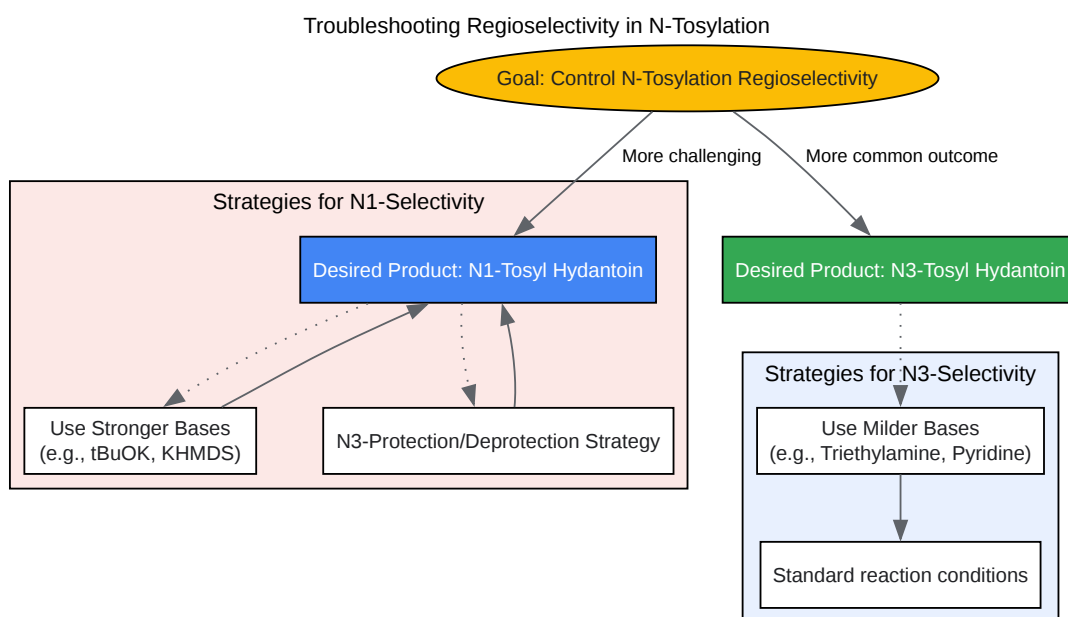 Troubleshooting Regioselectivity in N-Tosylation
Goal: Control N-Tosylation Regioselectivity
More challenging
More common outcome
Strategies for N1-Selectivity
Desired Product: N1-Tosyl Hydantoin
Desired Product: N3-Tosyl Hydantoin
Strategies for N3-Selectivity
Use Stronger Bases
(e.g., tBuOK, KHMDS)
N3-Protection/Deprotection Strategy
Use Milder Bases
(e.g., Triethylamine, Pyridine)
Standard reaction conditions